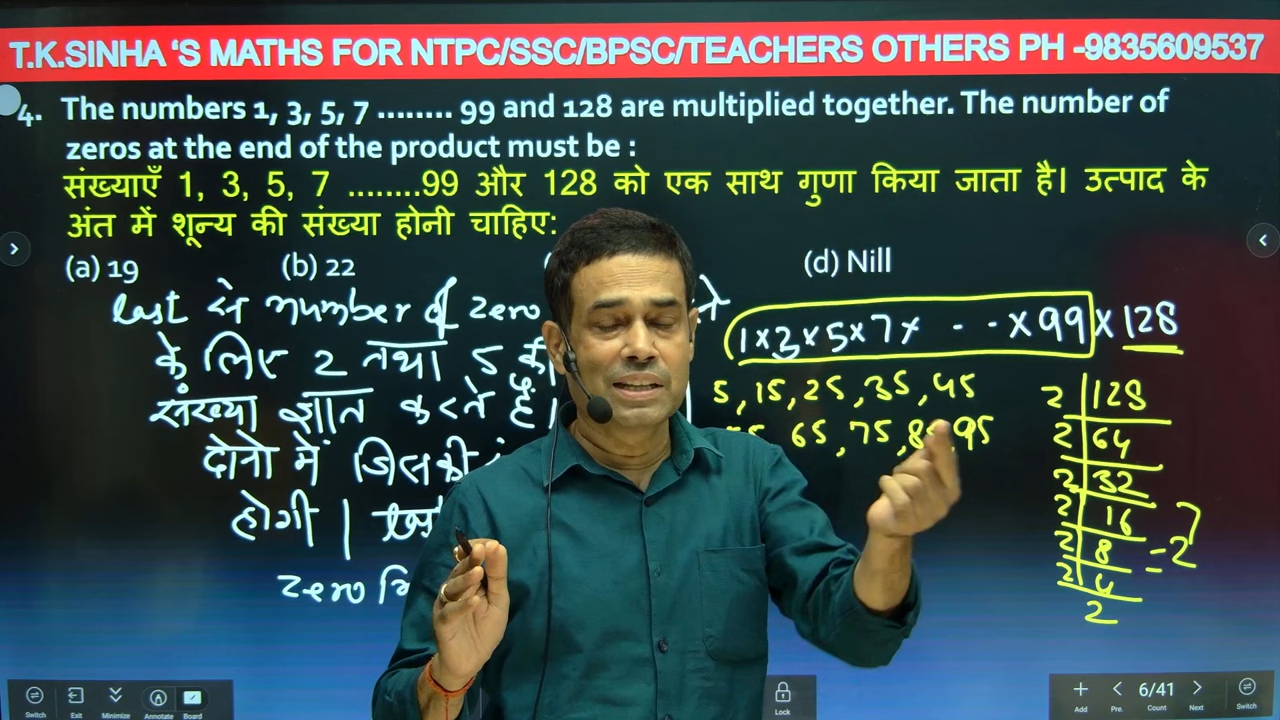 T.K.SINHA ‘S MATHS FOR NTPC/SSC/BPSC/TEACHERS OTHERS PH -9835609537
4. The numbers 1, 3, 5, 7 ........ 99 and 128 are multiplied together. The number of
zeros at the end of the product must be :
संख्याएँ 1, 3, 5, 7 ........99 और 128 को एक साथ गुणा किया जाता है। उत्पाद के
अंत में शून्य की संख्या होनी चाहिए:
(a) 19 (b) 22 (d) Nill
last में number of zero
के लिए 2 तथा 5 की
संख्या ज्ञात करते हैं।
दोनो में जिसकी
होगी |
zero
1×3×5×7× - - -×99×128
5,15,25,35,45
65,75, 95
2 128
2 64
2 32
2 16
2 8
2 4
2
= 2⁷
Switch Exit Minimize Annotate Board
Lock
Add Pre. 6/41 Count Next Switch